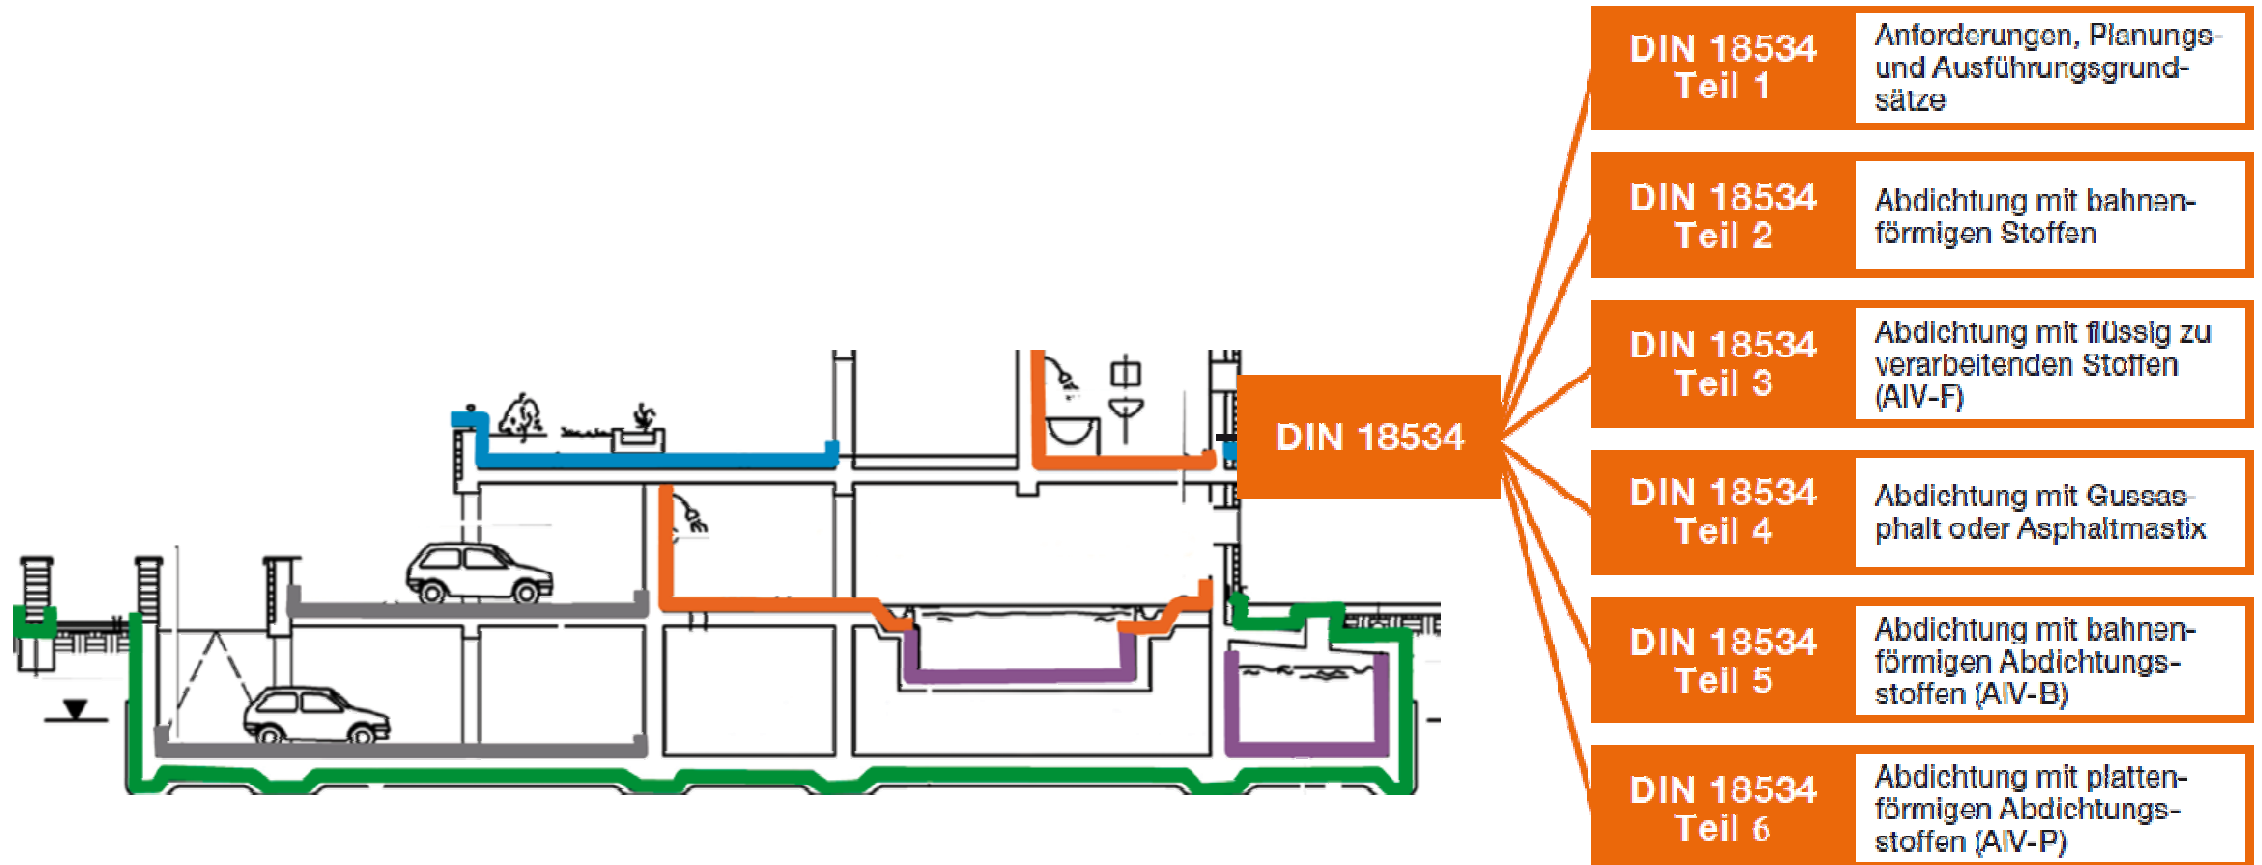 DIN 18534
DIN 18534
Teil 1
Anforderungen, Planungs-
und Ausführungsgrund-
sätze
DIN 18534
Teil 2
Abdichtung mit bahnen-
förmigen Stoffen
DIN 18534
Teil 3
Abdichtung mit flüssig zu
verarbeitenden Stoffen
(AIV-F)
DIN 18534
Teil 4
Abdichtung mit Gussas-
phalt oder Asphaltmastix
DIN 18534
Teil 5
Abdichtung mit bahnen-
förmigen Abdichtungs-
stoffen (AIV-B)
DIN 18534
Teil 6
Abdichtung mit platten-
förmigen Abdichtungs-
stoffen (AIV-P)